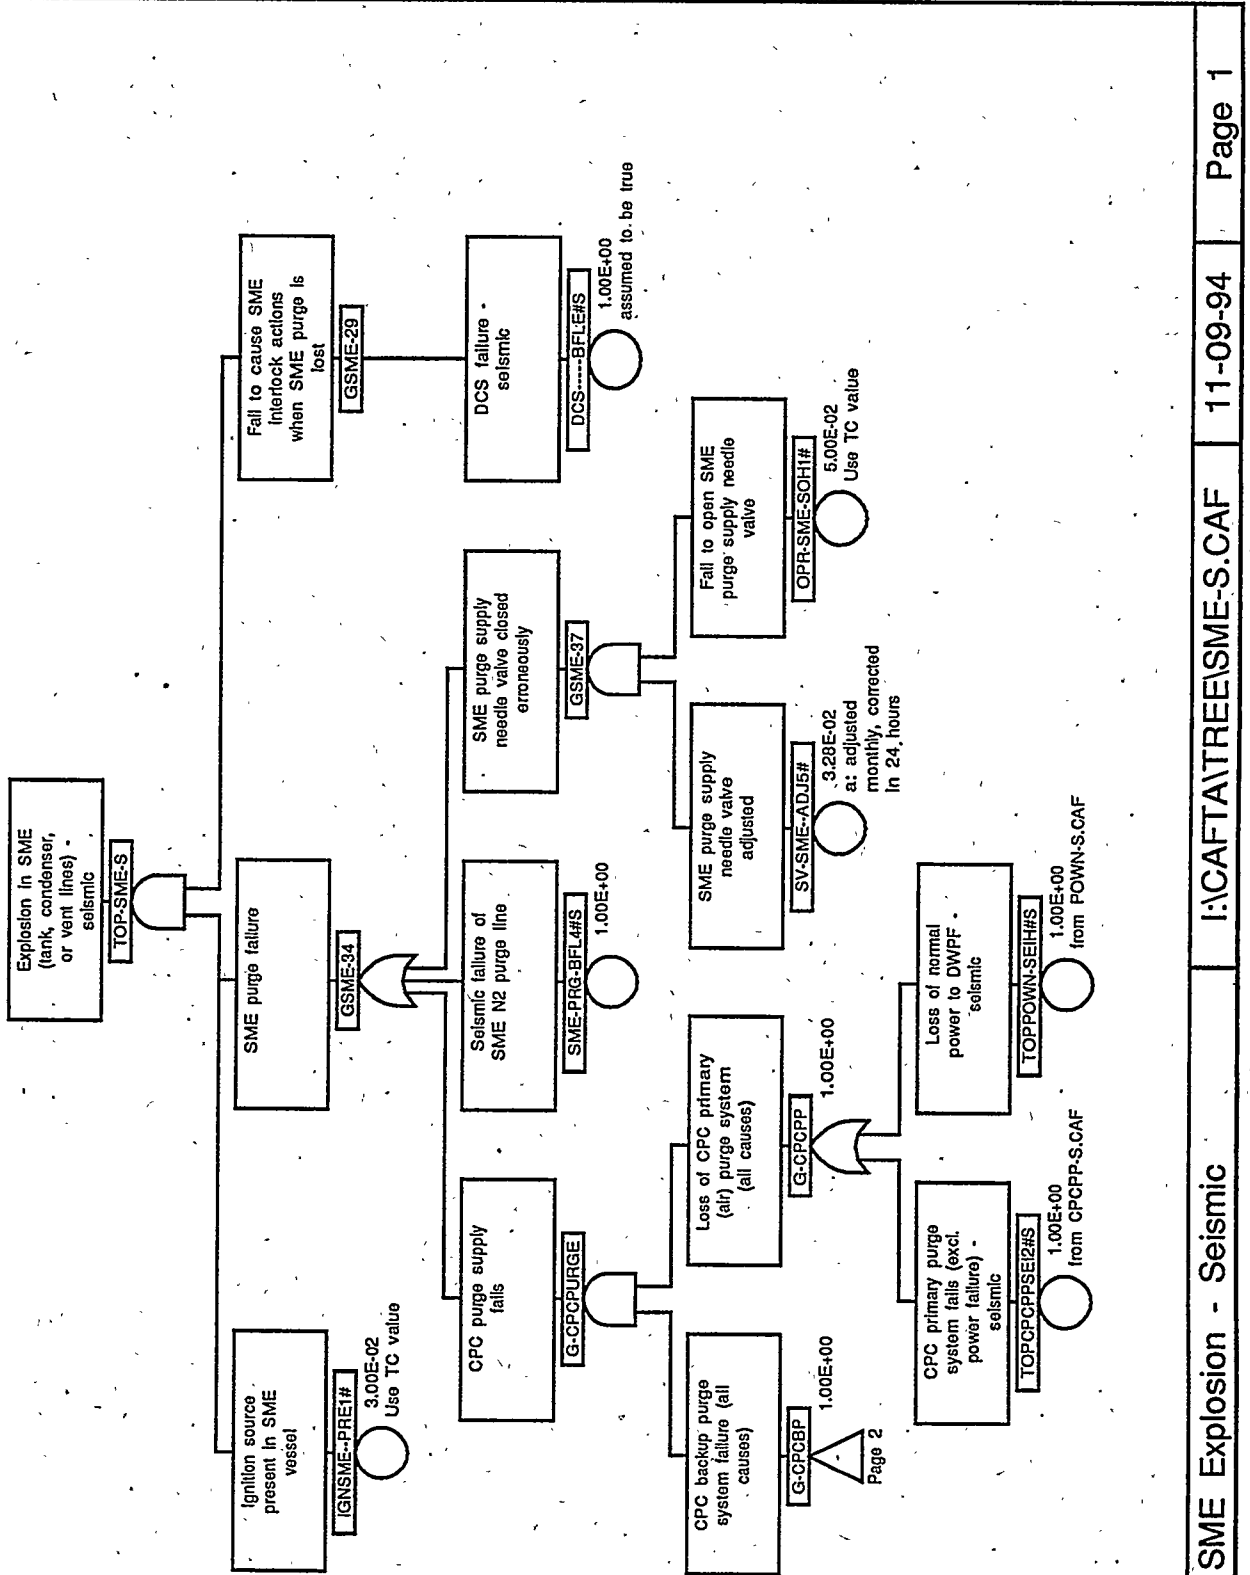 Explosion in SME
(tank, condenser,
or vent lines) -
seismic
TOP-SME-S
Ignition source
present in SME
vessel
IGNSME--PRE1#
3.00E-02
Use TC value
SME purge failure
GSME-34
Fail to cause SME
interlock actions
when SME purge is
lost
GSME-29
CPC purge supply
fails
G-CPCPURGE
Seismic failure of
SME N2 purge line
SME-PRG-BFL4#S
1.00E+00
SME purge supply
needle valve closed
erroneously
GSME-37
DCS failure -
seismic
DCS-----BFLE#S
1.00E+00
assumed to be true
CPC backup purge
system failure (all
causes)
G-CPCBP
1.00E+00
Page 2
Loss of CPC primary
(air) purge system
(all causes)
G-CPCPP
1.00E+00
SME purge supply
needle valve
adjusted
SV-SME--ADJ5#
3.28E-02
a: adjusted
monthly, corrected
in 24 hours
Fail to open SME
purge supply needle
valve
OPR-SME-SOH1#
5.00E-02
Use TC value
CPC primary purge
system fails (excl.
power failure) -
seismic
TOPCPCPPSEI2#S
1.00E+00
from CPCPP-S.CAF
Loss of normal
power to DWPF -
seismic
TOPPOWN-SEIH#S
1.00E+00
from POWN-S.CAF
SME Explosion - Seismic
I:\CAFTA\TREE\SME-S.CAF
11-09-94
Page 1